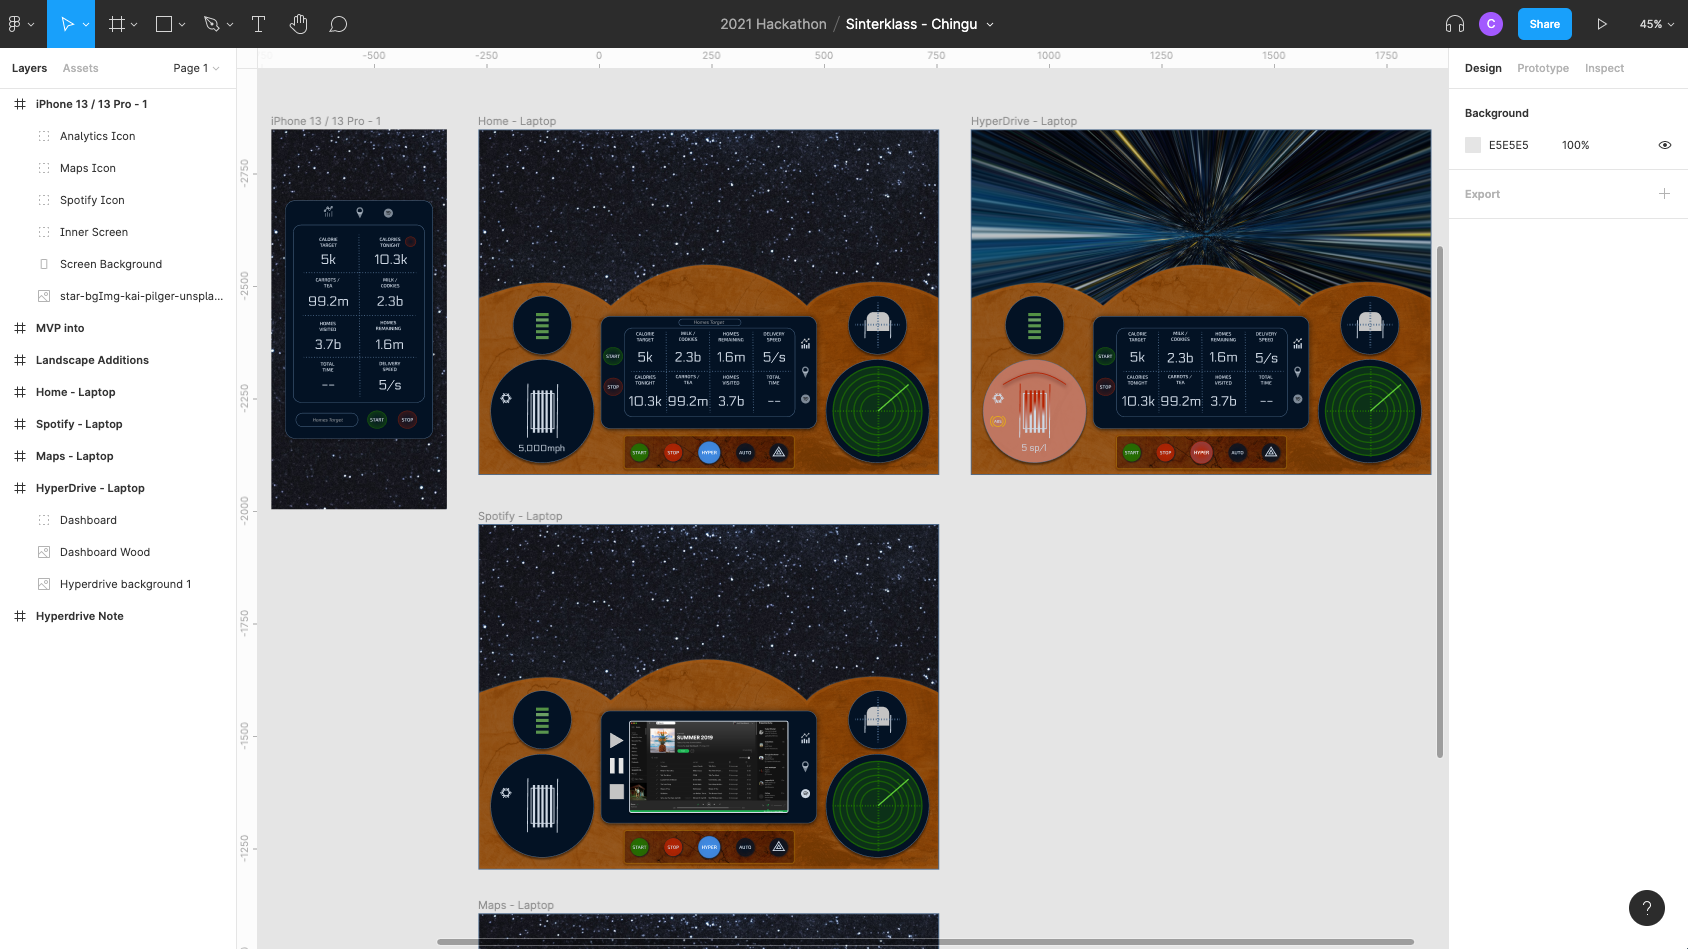 2021 Hackathon / Sinterklass - Chingu
C
Share
45%
Layers
Assets
Page 1
iPhone 13 / 13 Pro - 1
Analytics Icon
Maps Icon
Spotify Icon
Inner Screen
Screen Background
star-bgImg-kai-pilger-unspla...
MVP into
Landscape Additions
Home - Laptop
Spotify - Laptop
Maps - Laptop
HyperDrive - Laptop
Dashboard
Dashboard Wood
Hyperdrive background 1
Hyperdrive Note
-500
-250
0
250
500
750
1000
1250
1500
1750
-2750
-2500
-2250
-2000
-1750
-1500
-1250
iPhone 13 / 13 Pro - 1
CALORIE TARGET
5k
CALORIES TONIGHT
10.3k
CARROTS / TEA
99.2m
MILK / COOKIES
2.3b
HOMES VISITED
3.7b
HOMES REMAINING
1.6m
TOTAL TIME
--
DELIVERY SPEED
5/s
Homes Target
START
STOP
Home - Laptop
Homes Target
START
STOP
CALORIE TARGET
5k
MILK / COOKIES
2.3b
HOMES REMAINING
1.6m
DELIVERY SPEED
5/s
CALORIES TONIGHT
10.3k
CARROTS / TEA
99.2m
HOMES VISITED
3.7b
TOTAL TIME
--
5,000mph
START
STOP
HYPER
AUTO
HyperDrive - Laptop
START
STOP
CALORIE TARGET
5k
MILK / COOKIES
2.3b
HOMES REMAINING
1.6m
DELIVERY SPEED
5/s
CALORIES TONIGHT
10.3k
CARROTS / TEA
99.2m
HOMES VISITED
3.7b
TOTAL TIME
--
5 sp/l
START
STOP
HYPER
AUTO
Spotify - Laptop
SUMMER 2019
START
STOP
HYPER
AUTO
Maps - Laptop
Design
Prototype
Inspect
Background
E5E5E5
100%
Export
?